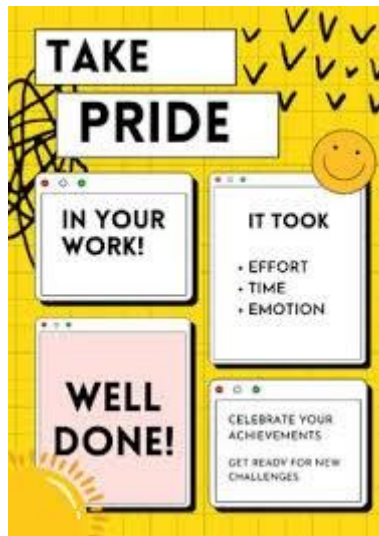 TAKE
PRIDE
IN YOUR
WORK!
IT TOOK
• EFFORT
• TIME
• EMOTION
WELL
DONE!
CELEBRATE YOUR
ACHIEVEMENTS
GET READY FOR NEW
CHALLENGES